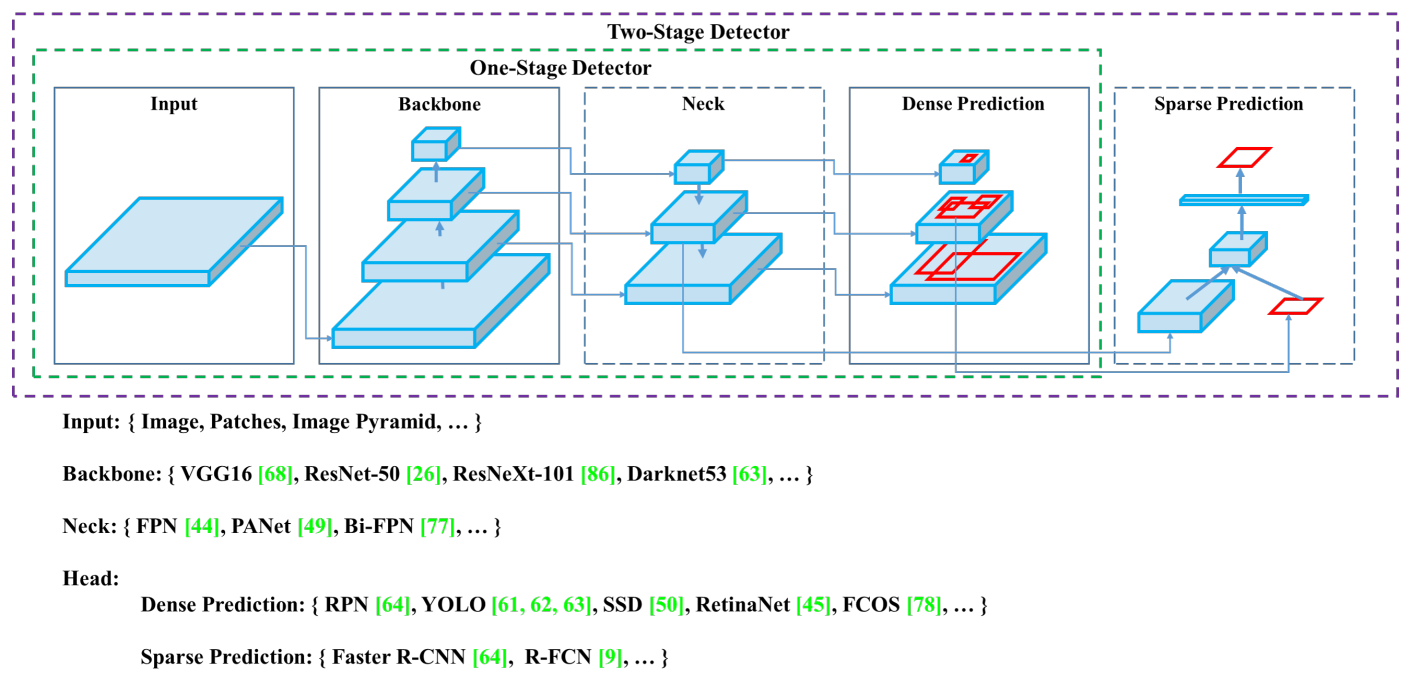 Two-Stage Detector
One-Stage Detector
Input
Backbone
Neck
Dense Prediction
Sparse Prediction
Input: { Image, Patches, Image Pyramid, … }
Backbone: { VGG16 [68], ResNet-50 [26], ResNeXt-101 [86], Darknet53 [63], … }
Neck: { FPN [44], PANet [49], Bi-FPN [77], … }
Head:
Dense Prediction: { RPN [64], YOLO [61, 62, 63], SSD [50], RetinaNet [45], FCOS [78], … }
Sparse Prediction: { Faster R-CNN [64], R-FCN [9], … }